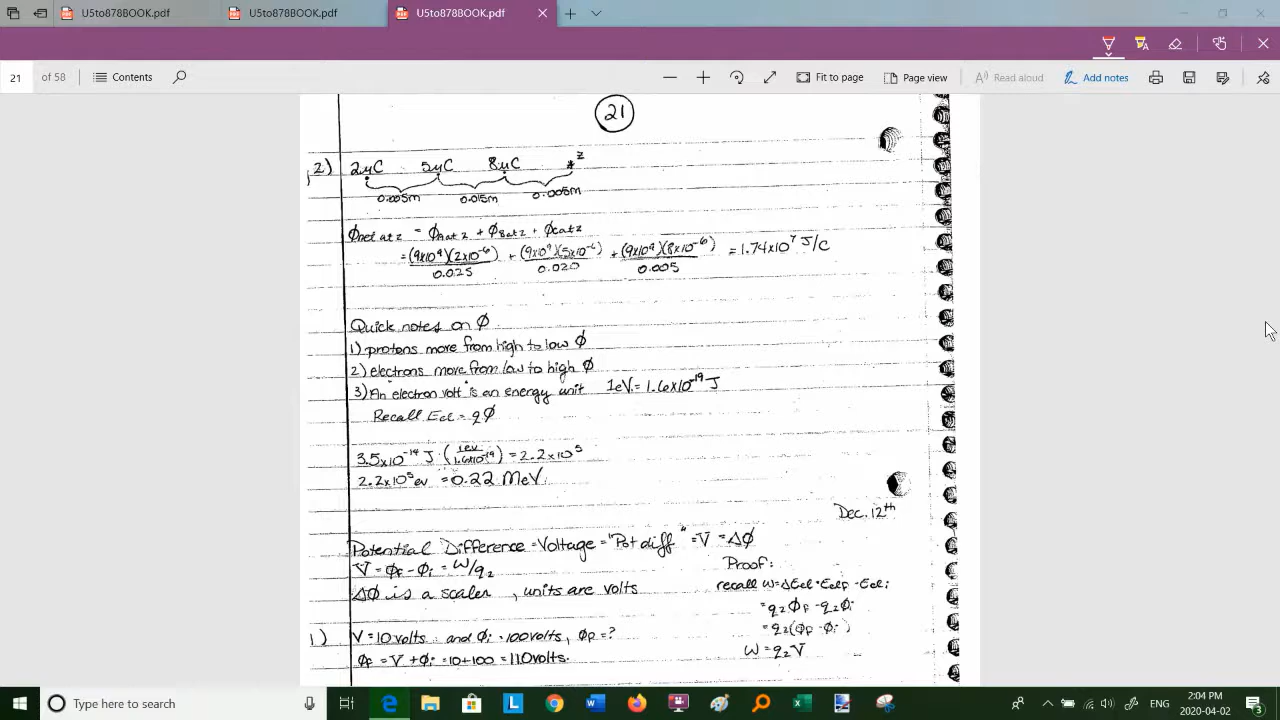 U5to878BOOK.pdf U5to878BOOK.pdf U5to878BOOK.pdf
21 of 58 Contents Fit to page Page view Read aloud Add notes
21
2) 2µC 5µC 8µC z
0.005m 0.015m 0.005m
ϕnet at z = ϕ2 at z + ϕ8 at z + ϕc at z
= (9x10⁹)(2x10⁻⁶) + (9x10⁹)(5x10⁻⁶) + (9x10⁹)(8x10⁻⁶) = 1.74x10⁷ J/C
0.025 0.020 0.005
Quick notes on ϕ
1) protons more from high to low ϕ
2) electrons more from low to high ϕ
3) an electron volt is an energy unit 1eV = 1.6x10⁻¹⁹ J
Recall Eel = qϕ
3.5x10⁻¹⁴ J · (1eV / 1.6x10⁻¹⁹) = 2.2x10⁵
2.2x10⁵ eV 0.22 MeV
Dec. 12th
Potential Difference = Voltage = "Pot diff" = V = Δϕ
Proof:
V = ϕf - ϕi = W/q₂
recall W = ΔEel = Eelf - Eeli
Δϕ is a scalar, units are volts
= q₂ϕf - q₂ϕi
= q₂(ϕf - ϕi)
1) V = 10 volts and ϕi = 100 volts, ϕf = ?
W = q₂V
ϕf = V + ϕi = 10 + 100 = 110 volts.
Type here to search
ENG
2:04 PM
2020-04-02
3